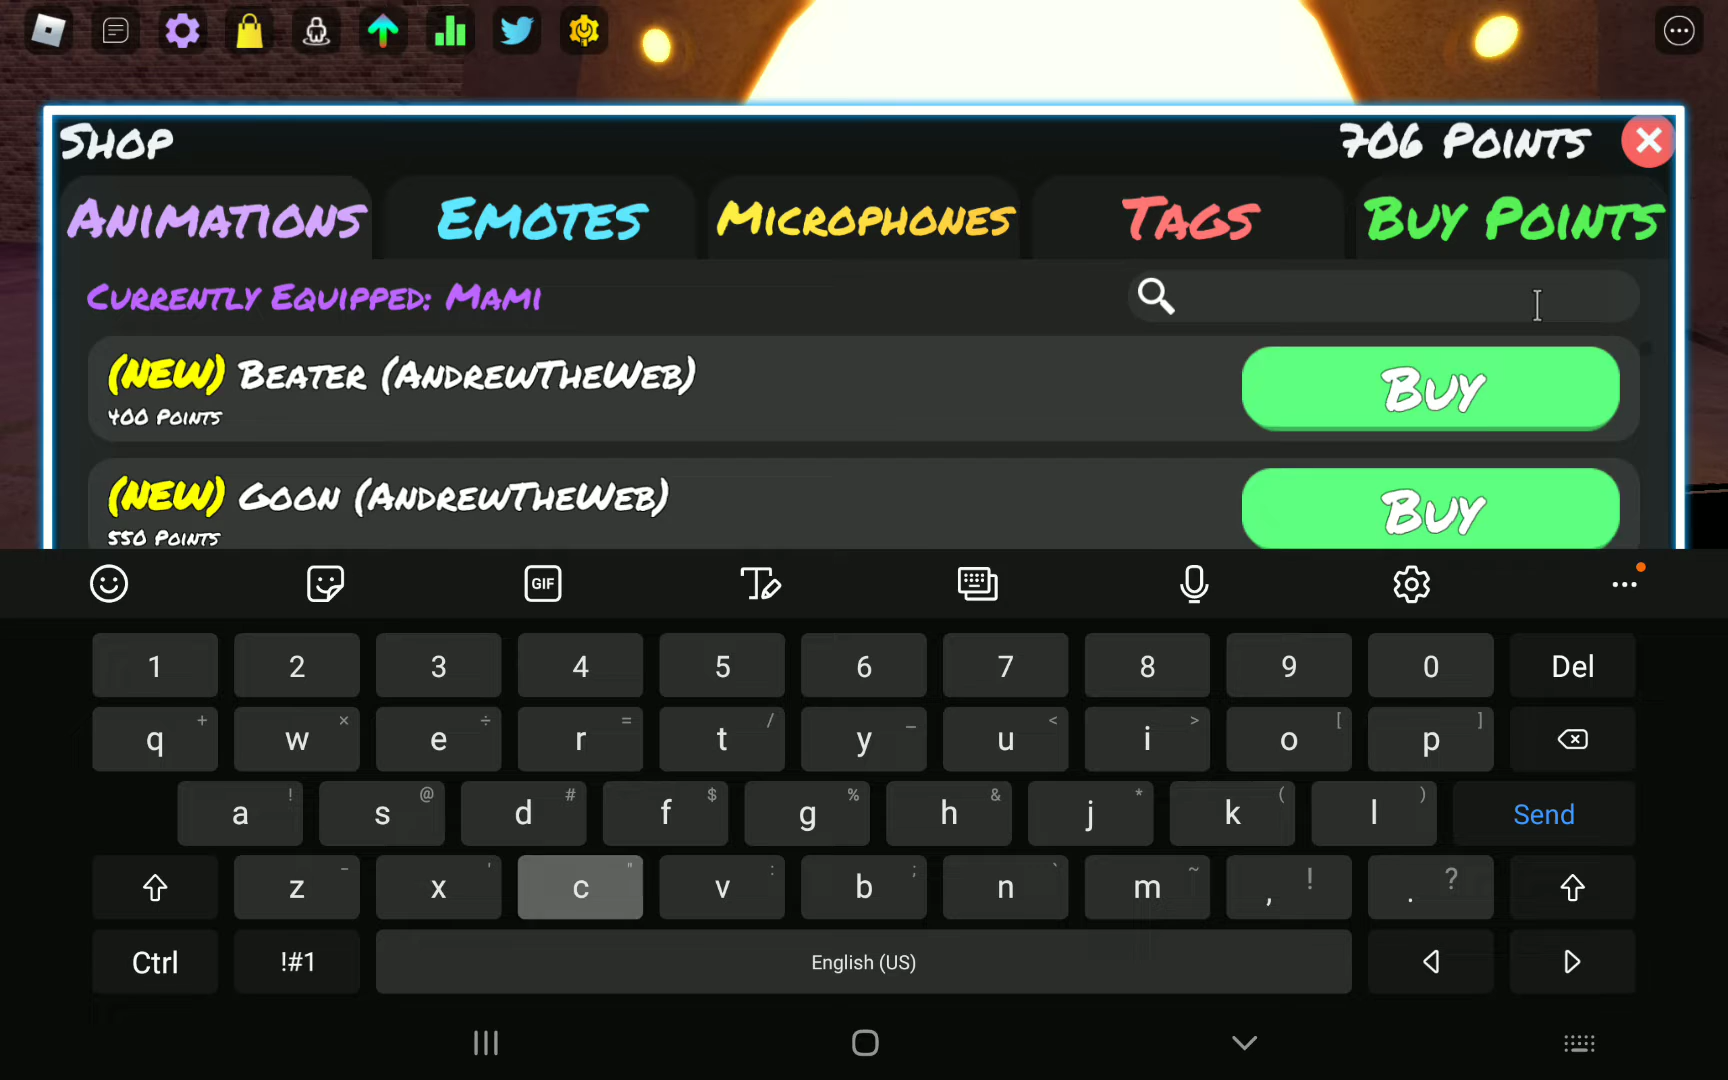 Shop
706 Points
Animations
Emotes
Microphones
Tags
Buy Points
Currently Equipped: Mami
(NEW) Beater (AndrewTheWeb)
400 Points
Buy
(NEW) Goon (AndrewTheWeb)
550 Points
Buy
GIF
1 2 3 4 5 6 7 8 9 0 Del
q + w × e ÷ r = t / y _ u < i > o [ p ]
a ! s @ d # f $ g % h & j * k ( l ) Send
z - x ' c " v : b ; n ` m ~ , ! . ?
Ctrl !#1 English (US)